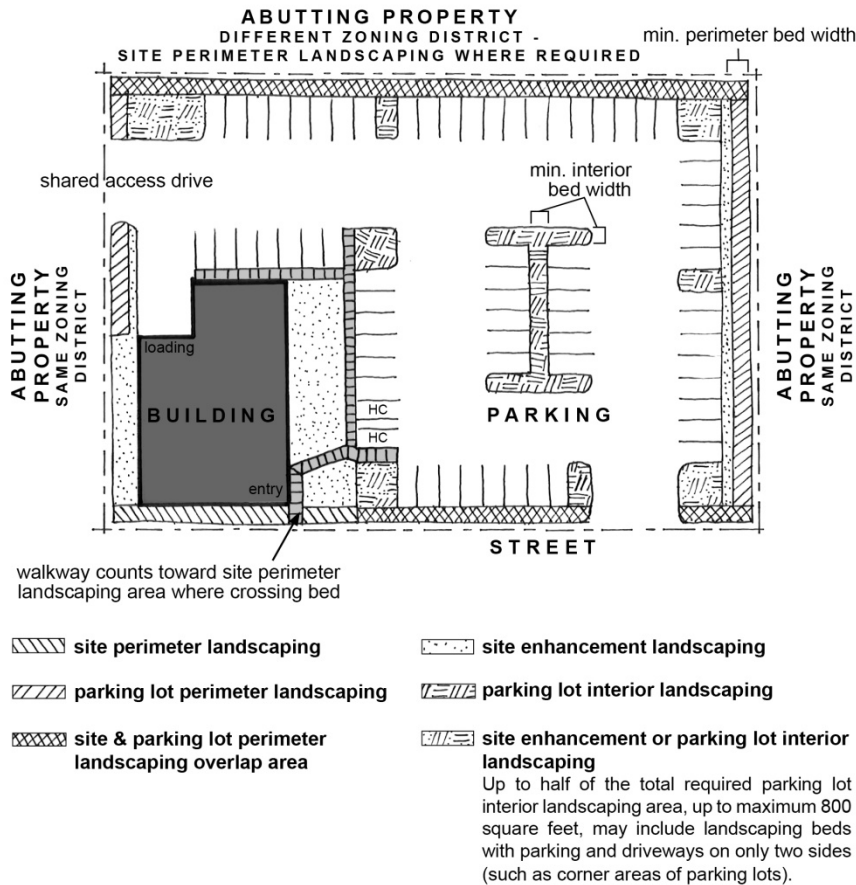 ABUTTING PROPERTY
DIFFERENT ZONING DISTRICT -
SITE PERIMETER LANDSCAPING WHERE REQUIRED
min. perimeter bed width
shared access drive
min. interior
bed width
ABUTTING
PROPERTY
SAME ZONING
DISTRICT
loading
BUILDING
entry
HC
HC
PARKING
ABUTTING
PROPERTY
SAME ZONING
DISTRICT
STREET
walkway counts toward site perimeter
landscaping area where crossing bed
site perimeter landscaping
parking lot perimeter landscaping
site & parking lot perimeter
landscaping overlap area
site enhancement landscaping
parking lot interior landscaping
site enhancement or parking lot interior
landscaping
Up to half of the total required parking lot
interior landscaping area, up to maximum 800
square feet, may include landscaping beds
with parking and driveways on only two sides
(such as corner areas of parking lots).